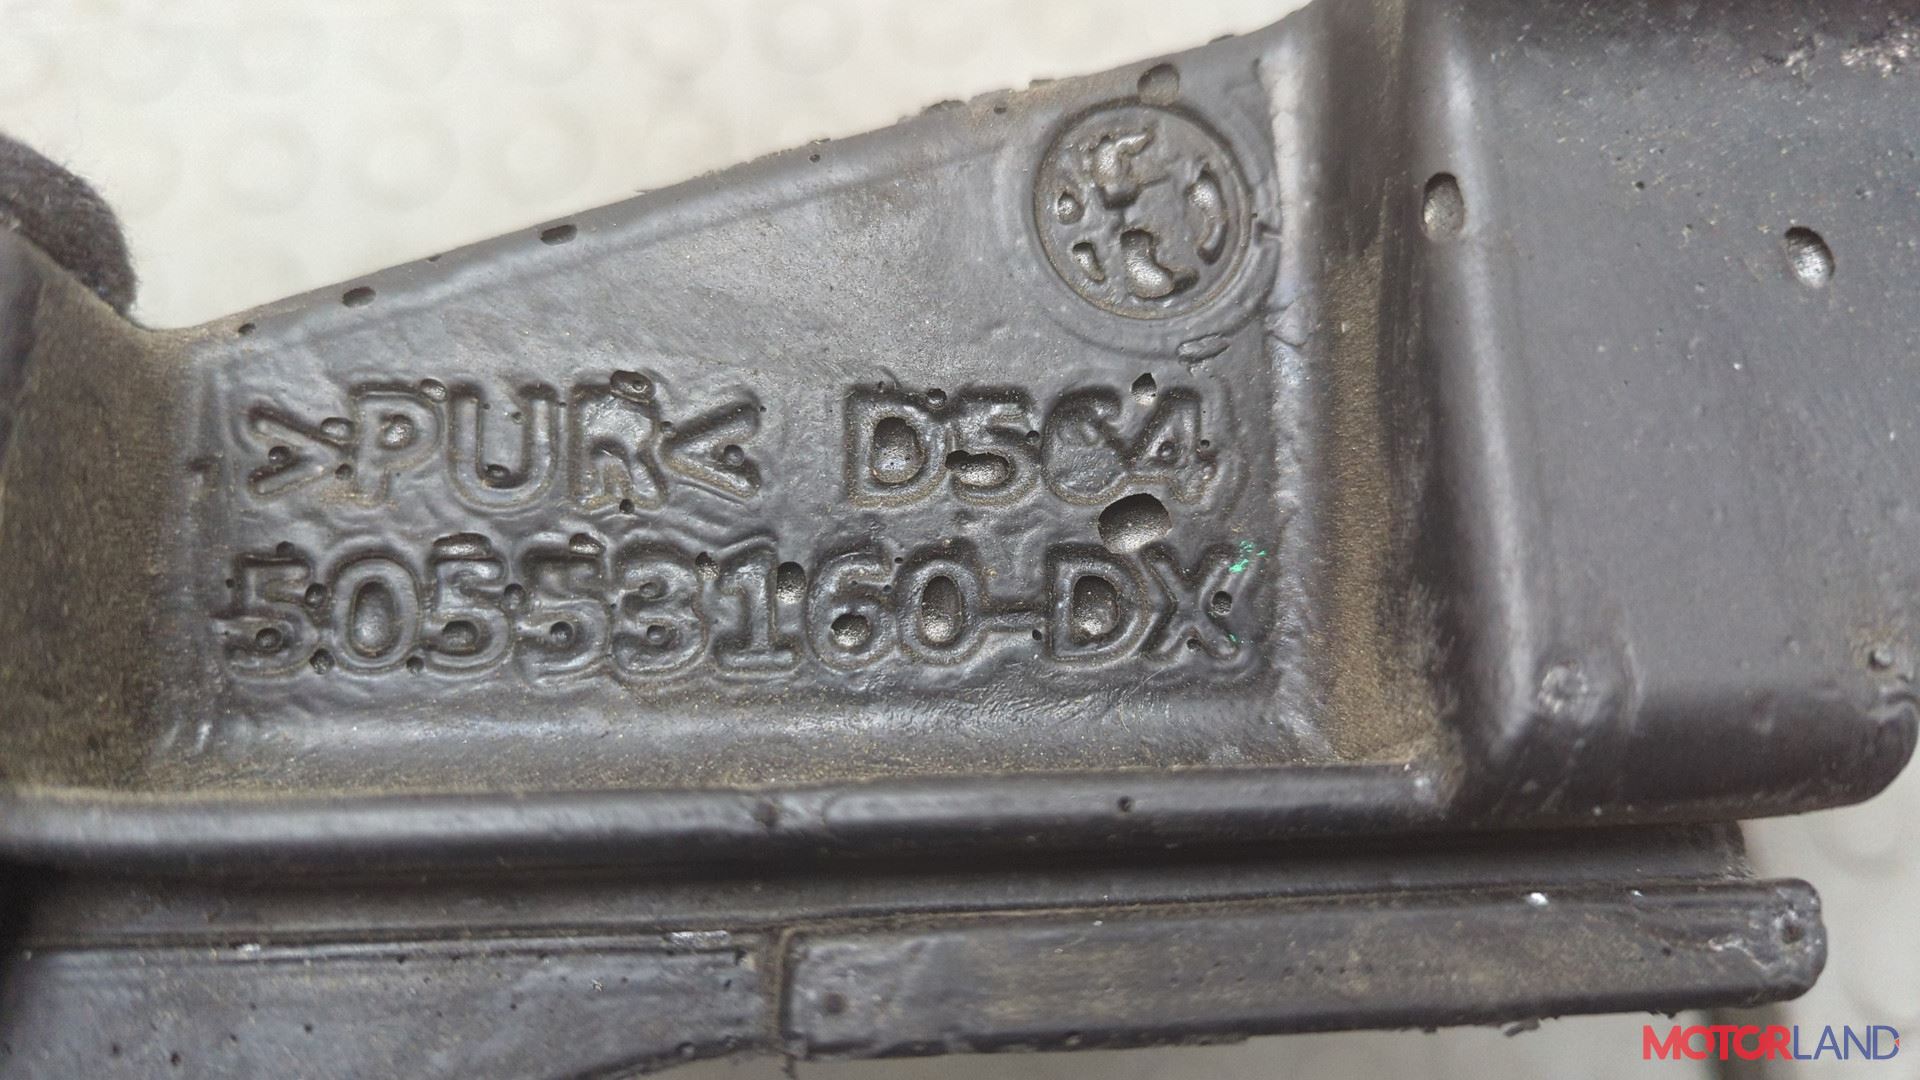 >PUR< D564
50553160-DX
MOTORLAND